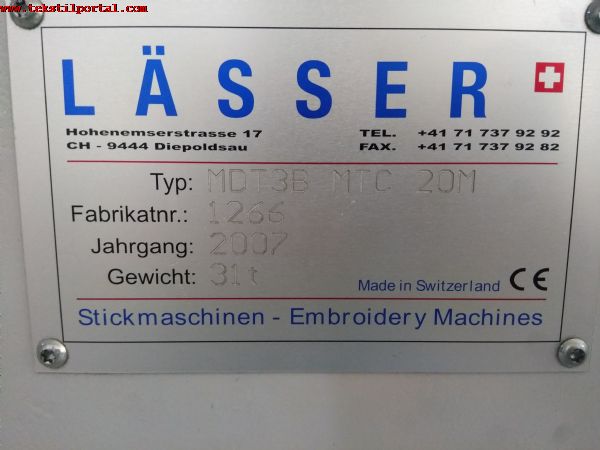 www.tekstilportal.com
LÄSSER
Hohenemserstrasse 17 TEL. +41 71 737 92 92
CH - 9444 Diepoldsau FAX. +41 71 737 92 82
Typ: MDT3B MTC 20M
Fabrikatnr.: 1266
Jahrgang: 2007
Gewicht: 31t
Made in Switzerland CE
Stickmaschinen - Embroidery Machines